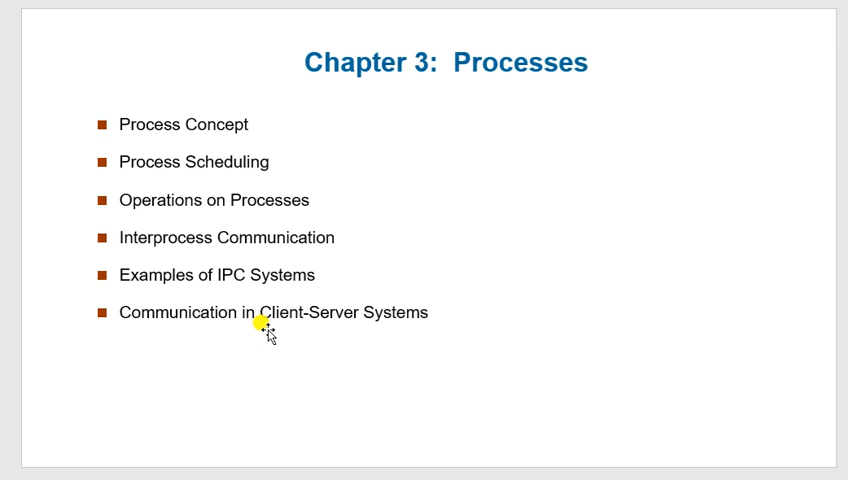 Chapter 3: Processes
Process Concept
Process Scheduling
Operations on Processes
Interprocess Communication
Examples of IPC Systems
Communication in Client-Server Systems